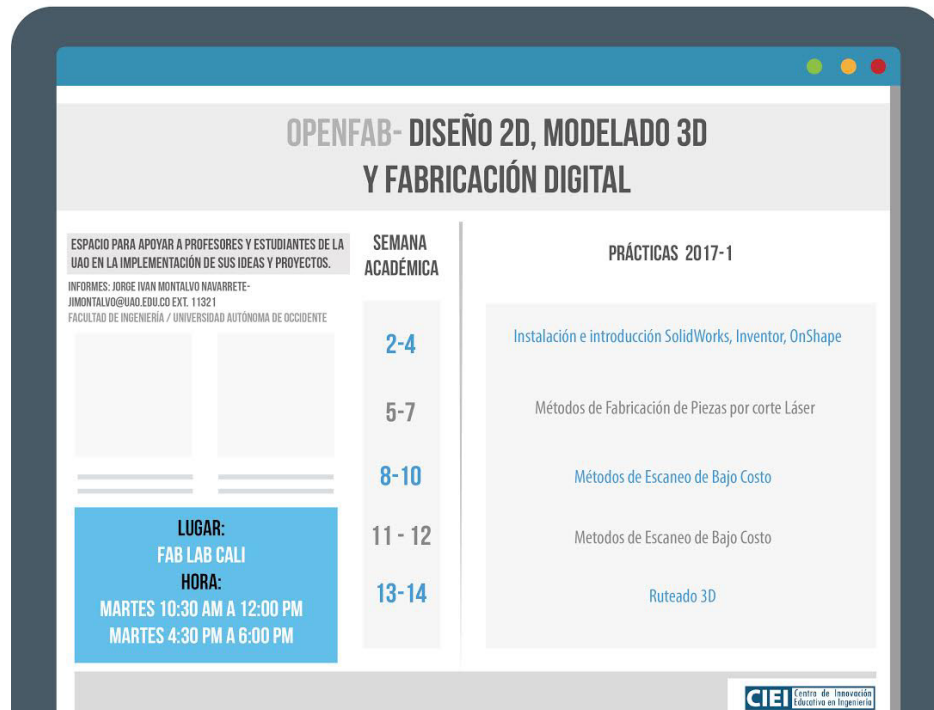 OPENFAB- DISEÑO 2D, MODELADO 3D
Y FABRICACIÓN DIGITAL
ESPACIO PARA APOYAR A PROFESORES Y ESTUDIANTES DE LA
UAO EN LA IMPLEMENTACIÓN DE SUS IDEAS Y PROYECTOS.
INFORMES: JORGE IVAN MONTALVO NAVARRETE-
JIMONTALVO@UAO.EDU.CO EXT. 11321
FACULTAD DE INGENIERÍA / UNIVERSIDAD AUTÓNOMA DE OCCIDENTE
LUGAR:
FAB LAB CALI
HORA:
MARTES 10:30 AM A 12:00 PM
MARTES 4:30 PM A 6:00 PM
SEMANA
ACADÉMICA
PRÁCTICAS 2017-1
2-4
Instalación e introducción SolidWorks, Inventor, OnShape
5-7
Métodos de Fabricación de Piezas por corte Láser
8-10
Métodos de Escaneo de Bajo Costo
11 - 12
Metodos de Escaneo de Bajo Costo
13-14
Ruteado 3D
CIEI
Centro de Innovación
Educativa en Ingeniería